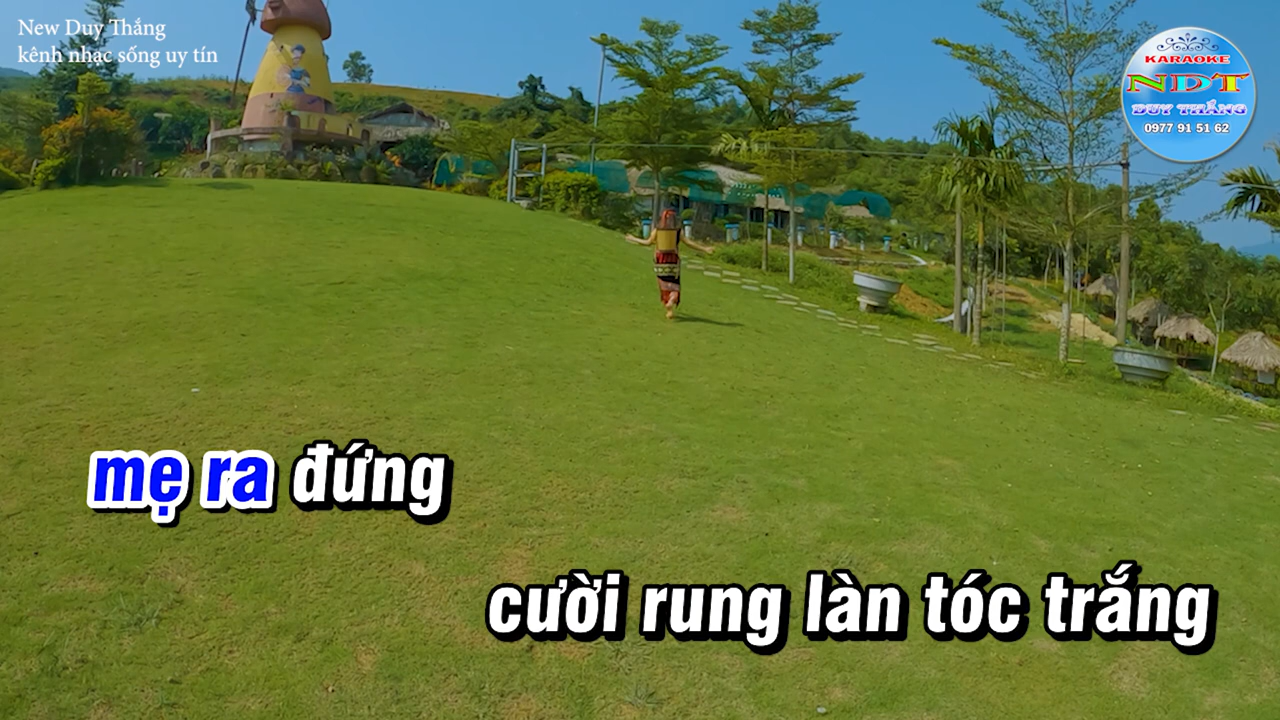 New Duy Thắng
kênh nhạc sống uy tín
KARAOKE
NDT
DUY THẮNG
0977 91 51 62
mẹ ra đứng
cười rung làn tóc trắng